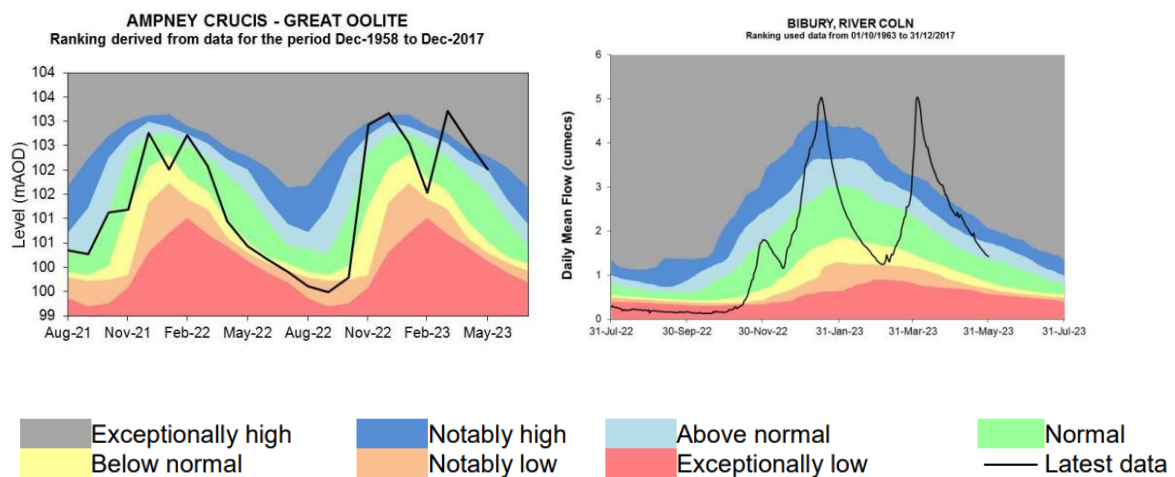 AMPNEY CRUCIS - GREAT OOLITE
Ranking derived from data for the period Dec-1958 to Dec-2017
Level (mAOD)
104
104
103
103
102
102
101
101
100
100
99
Aug-21 Nov-21 Feb-22 May-22 Aug-22 Nov-22 Feb-23 May-23
BIBURY, RIVER COLN
Ranking used data from 01/10/1963 to 31/12/2017
Daily Mean Flow (cumecs)
6
5
4
3
2
1
0
31-Jul-22 30-Sep-22 30-Nov-22 31-Jan-23 31-Mar-23 31-May-23 31-Jul-23
Exceptionally high Notably high Above normal Normal
Below normal Notably low Exceptionally low Latest data